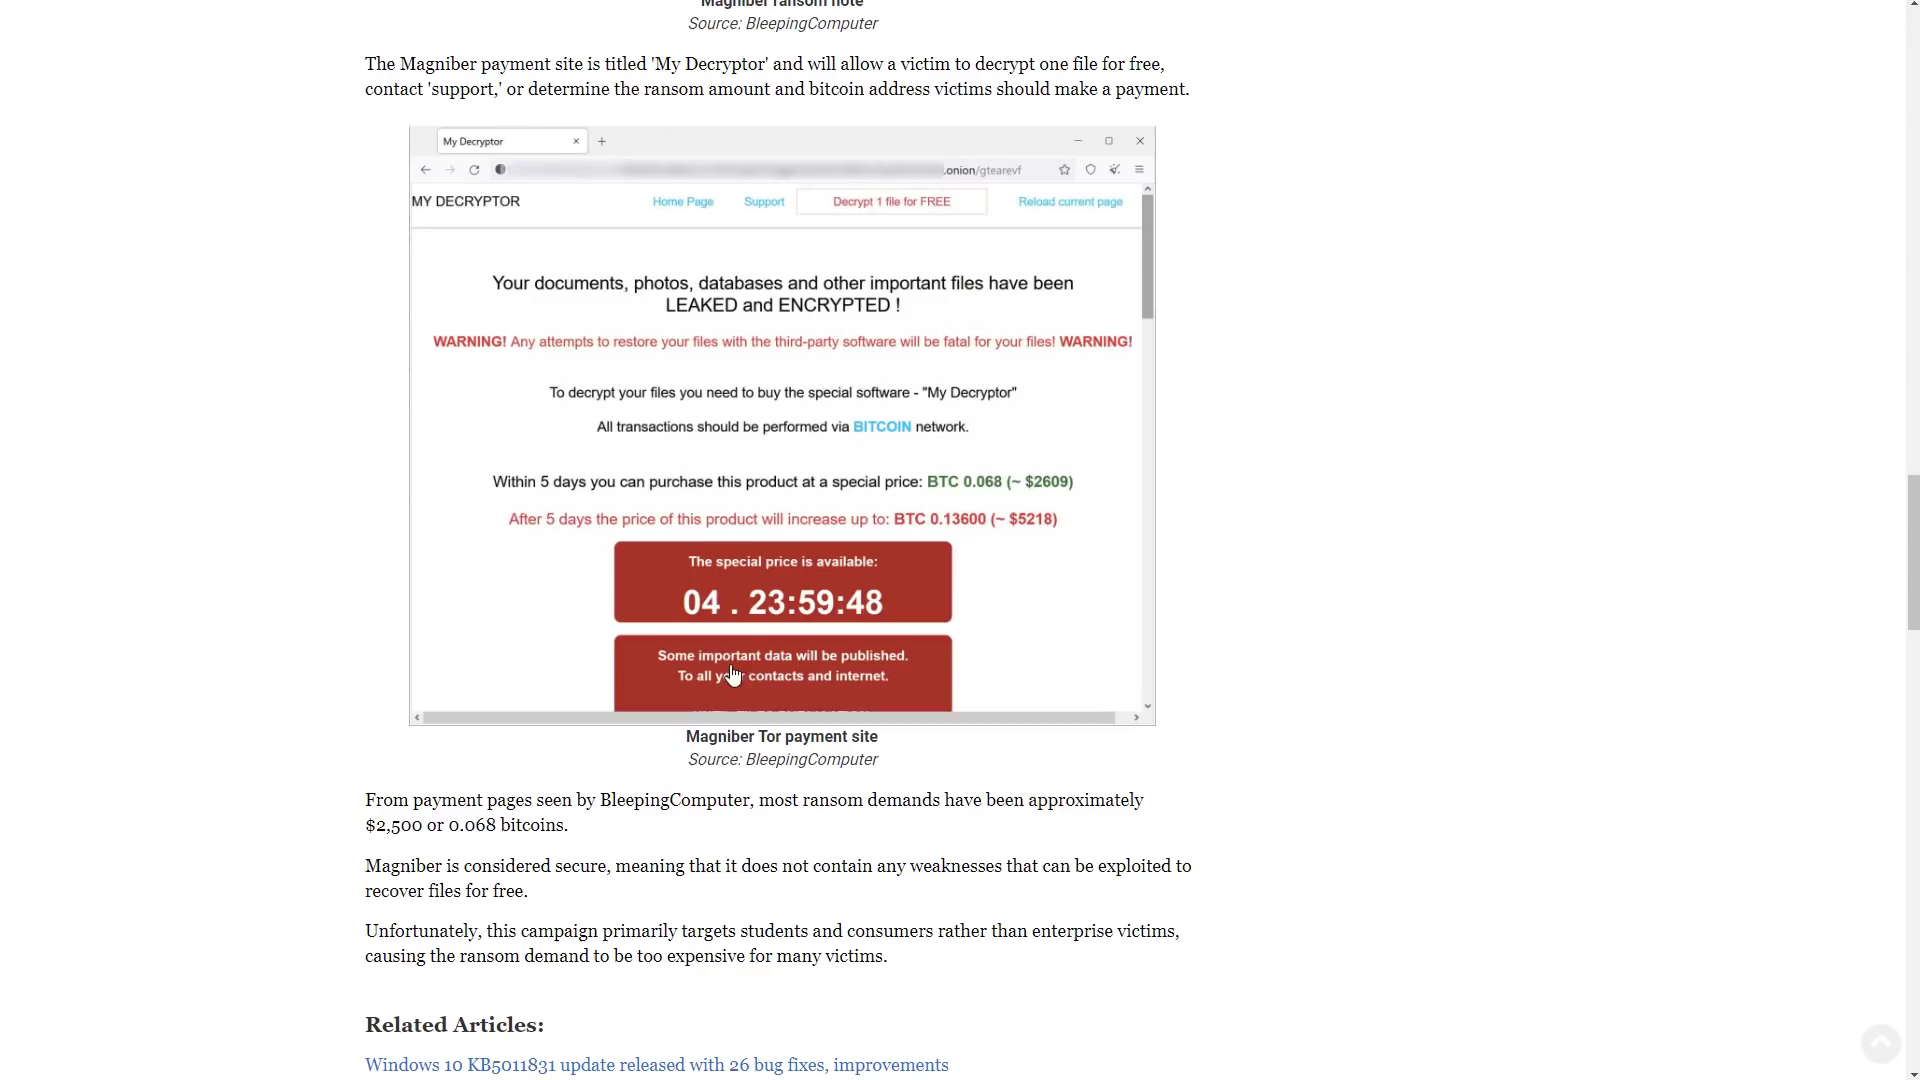 Magniber ransom note
Source: BleepingComputer
The Magniber payment site is titled 'My Decryptor' and will allow a victim to decrypt one file for free,
contact 'support,' or determine the ransom amount and bitcoin address victims should make a payment.
My Decryptor
.onion/gtearevf
MY DECRYPTOR
Home Page
Support
Decrypt 1 file for FREE
Reload current page
Your documents, photos, databases and other important files have been
LEAKED and ENCRYPTED !
WARNING! Any attempts to restore your files with the third-party software will be fatal for your files! WARNING!
To decrypt your files you need to buy the special software - "My Decryptor"
All transactions should be performed via BITCOIN network.
Within 5 days you can purchase this product at a special price: BTC 0.068 (~ $2609)
After 5 days the price of this product will increase up to: BTC 0.13600 (~ $5218)
The special price is available:
04 . 23:59:48
Some important data will be published.
To all your contacts and internet.
Magniber Tor payment site
Source: BleepingComputer
From payment pages seen by BleepingComputer, most ransom demands have been approximately
$2,500 or 0.068 bitcoins.
Magniber is considered secure, meaning that it does not contain any weaknesses that can be exploited to
recover files for free.
Unfortunately, this campaign primarily targets students and consumers rather than enterprise victims,
causing the ransom demand to be too expensive for many victims.
Related Articles:
Windows 10 KB5011831 update released with 26 bug fixes, improvements